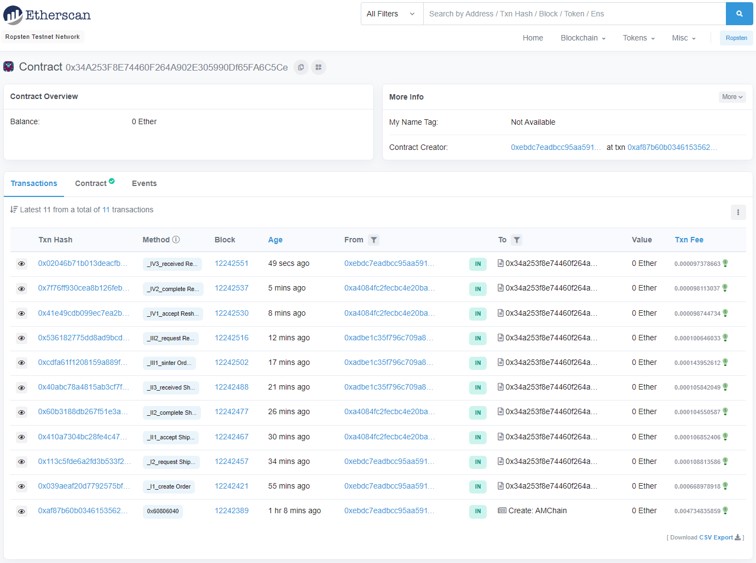 Etherscan
All Filters Search by Address / Txn Hash / Block / Token / Ens
Ropsten Testnet Network
Home Blockchain Tokens Misc Ropsten
Contract 0x34A253F8E74460F264A902E305990Df65FA6C5Ce
Contract Overview
Balance: 0 Ether
More Info More
My Name Tag: Not Available
Contract Creator: 0xebdc7eadbcc95aa591... at txn 0xaf87b60b0346153562...
Transactions Contract Events
Latest 11 from a total of 11 transactions
Txn Hash Method Block Age From To Value Txn Fee
0x02046b71b013deacfb... _IV3_received Re... 12242551 49 secs ago 0xebdc7eadbcc95aa591... IN 0x34a253f8e74460f264a... 0 Ether 0.000097378683
0x7f76ff930cea8b126feb... _IV2_complete Re... 12242537 5 mins ago 0xa4084fc2fecbc4e20ba... IN 0x34a253f8e74460f264a... 0 Ether 0.000098113037
0x41e49cdb099ec7ea2b... _IV1_accept Resh... 12242530 8 mins ago 0xa4084fc2fecbc4e20ba... IN 0x34a253f8e74460f264a... 0 Ether 0.000098744734
0x536182775dd8ad9bcd... _III2_request Re... 12242516 12 mins ago 0xadbe1c35f796c709a8... IN 0x34a253f8e74460f264a... 0 Ether 0.000100646033
0xcdfa61f1208159a889f... _III1_sinter Ord... 12242502 17 mins ago 0xadbe1c35f796c709a8... IN 0x34a253f8e74460f264a... 0 Ether 0.000143952612
0x40abc78a4815ab3cf7f... _II3_received Sh... 12242488 21 mins ago 0xadbe1c35f796c709a8... IN 0x34a253f8e74460f264a... 0 Ether 0.000105842049
0x60b3188db267f51e3a... _II2_complete Sh... 12242477 26 mins ago 0xa4084fc2fecbc4e20ba... IN 0x34a253f8e74460f264a... 0 Ether 0.000104550587
0x410a7304bc28fe4c47... _II1_accept Ship... 12242467 30 mins ago 0xa4084fc2fecbc4e20ba... IN 0x34a253f8e74460f264a... 0 Ether 0.000106852406
0x113c5fde6a2fd3b533f2... _I2_request Ship... 12242457 34 mins ago 0xebdc7eadbcc95aa591... IN 0x34a253f8e74460f264a... 0 Ether 0.000108813586
0x039aeaf20d7792575bf... _I1_create Order 12242421 55 mins ago 0xebdc7eadbcc95aa591... IN 0x34a253f8e74460f264a... 0 Ether 0.000668978918
0xaf87b60b0346153562... 0x60806040 12242389 1 hr 8 mins ago 0xebdc7eadbcc95aa591... IN Create: AMChain 0 Ether 0.004734835859
[ Download CSV Export ]